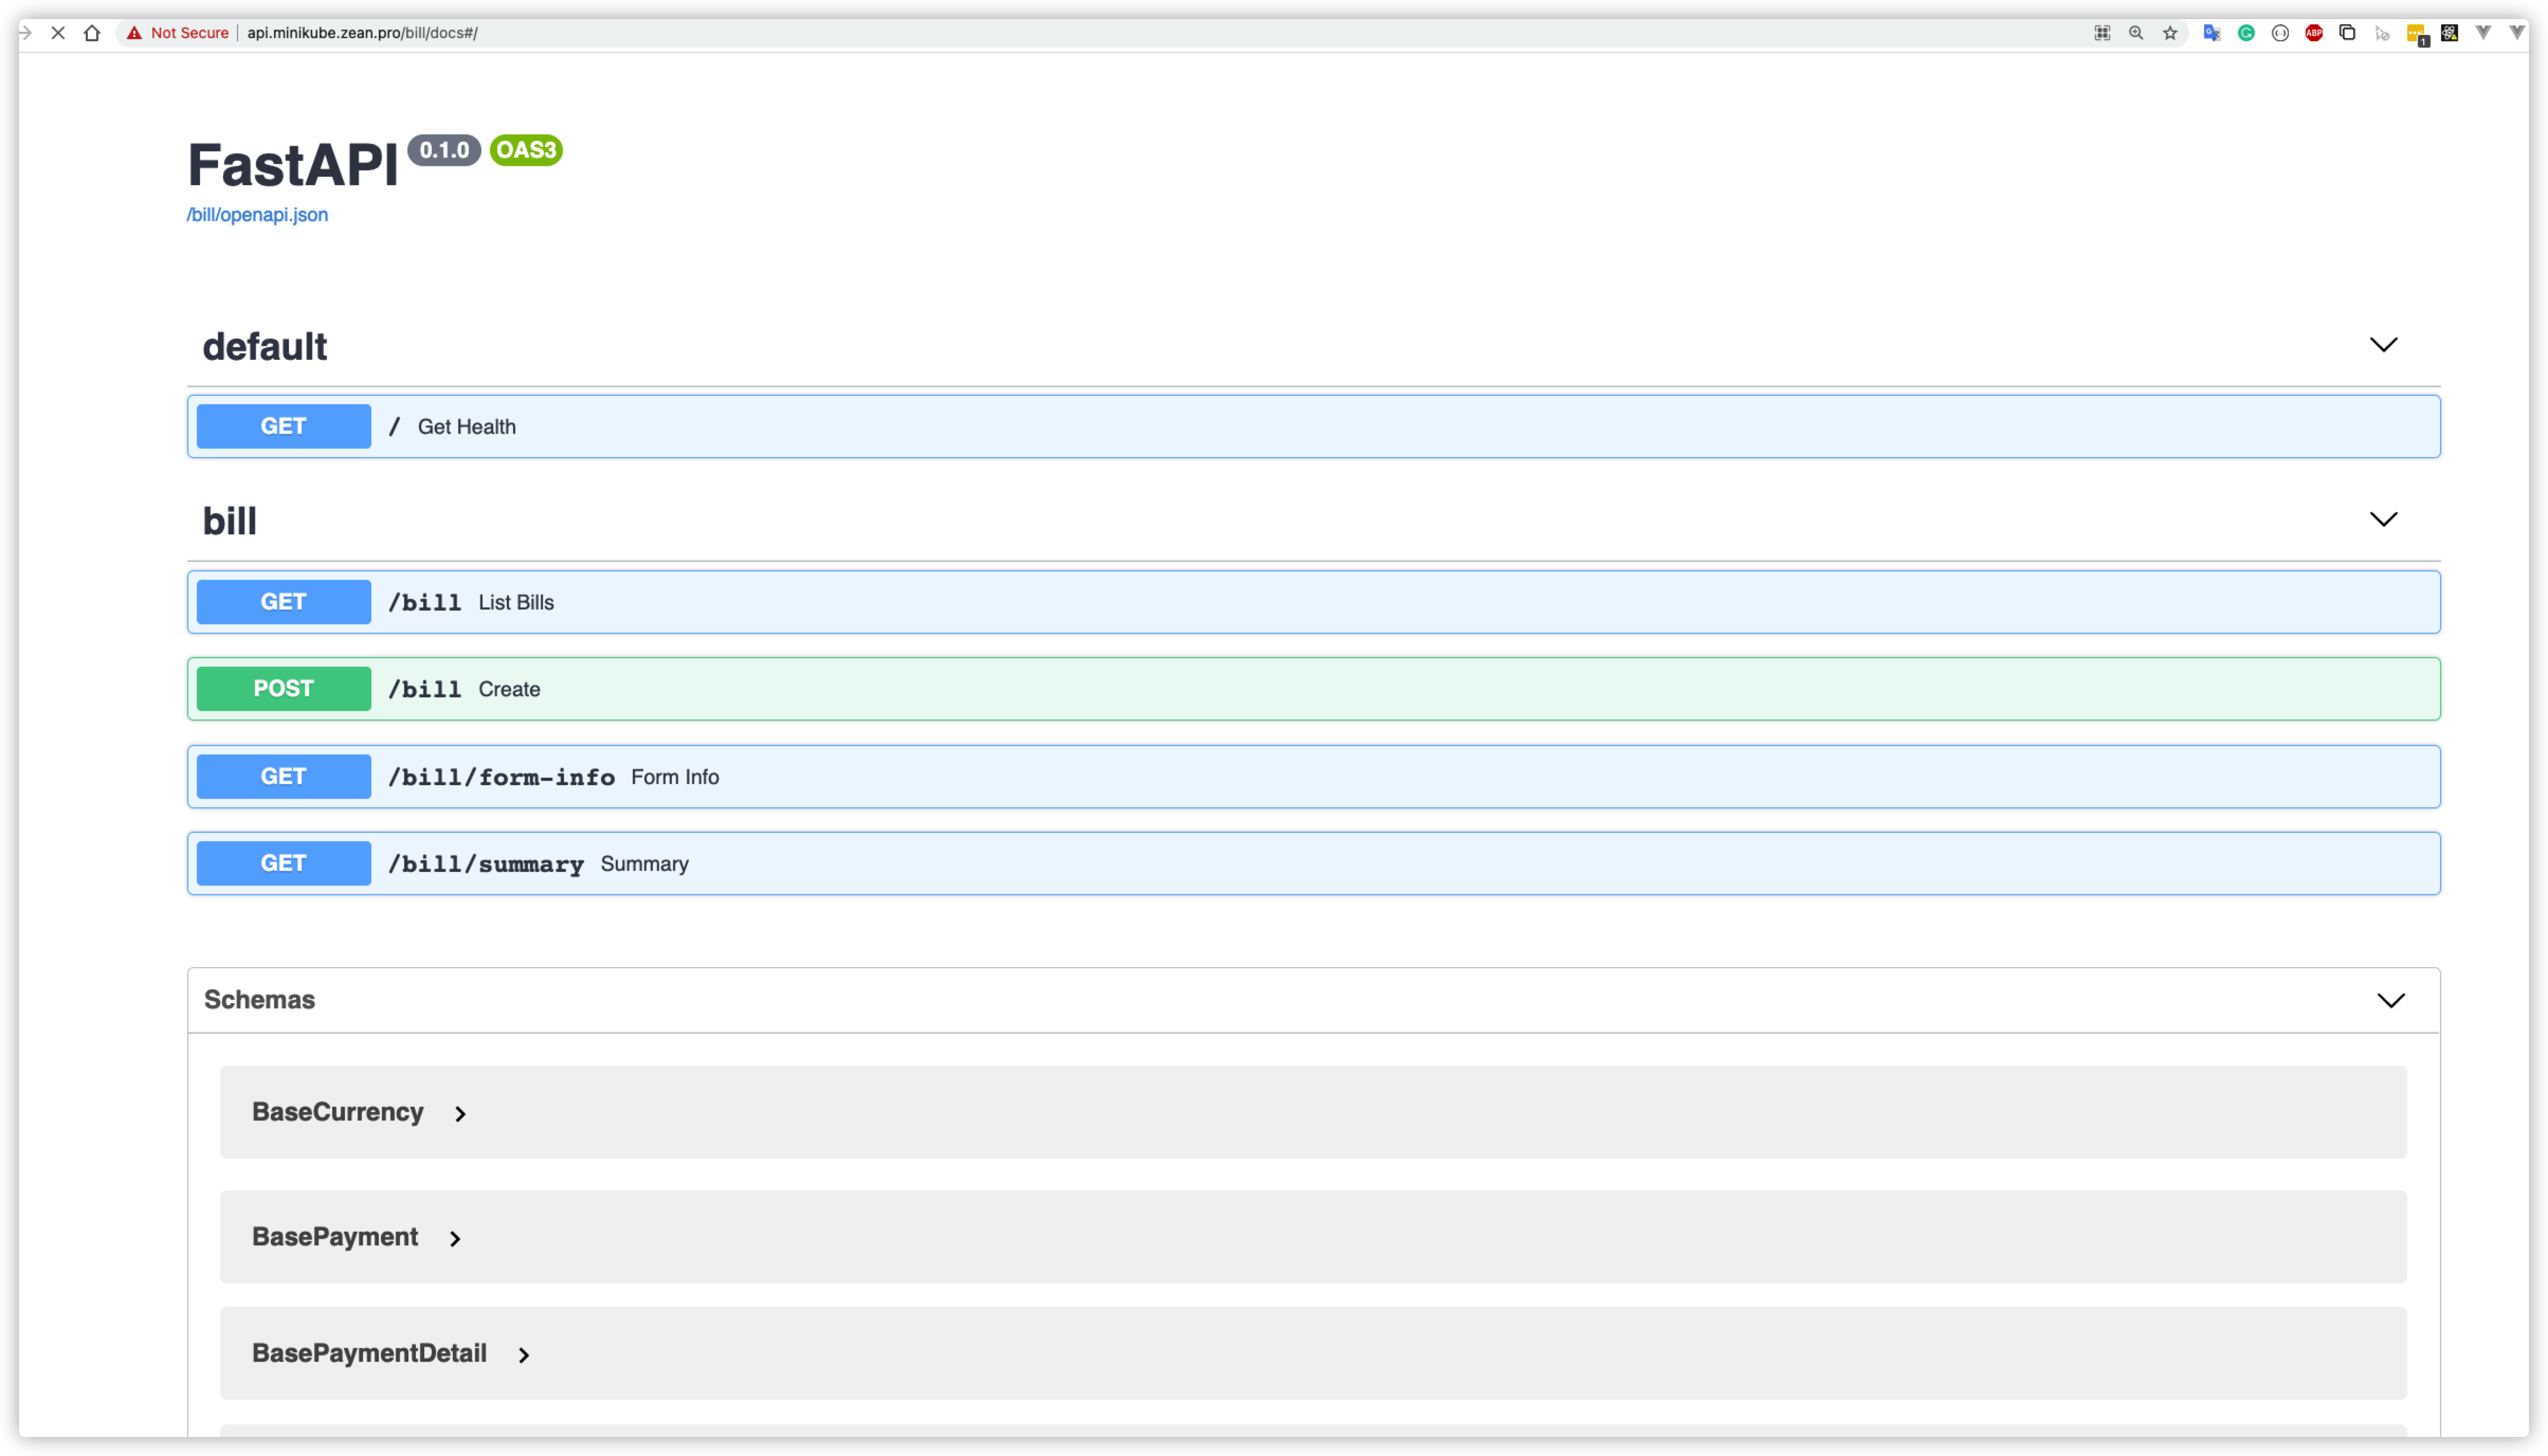 Not Secure api.minikube.zean.pro/bill/docs#/
ABP
1
FastAPI 0.1.0 OAS3
/bill/openapi.json
default
GET / Get Health
bill
GET /bill List Bills
POST /bill Create
GET /bill/form-info Form Info
GET /bill/summary Summary
Schemas
BaseCurrency
BasePayment
BasePaymentDetail